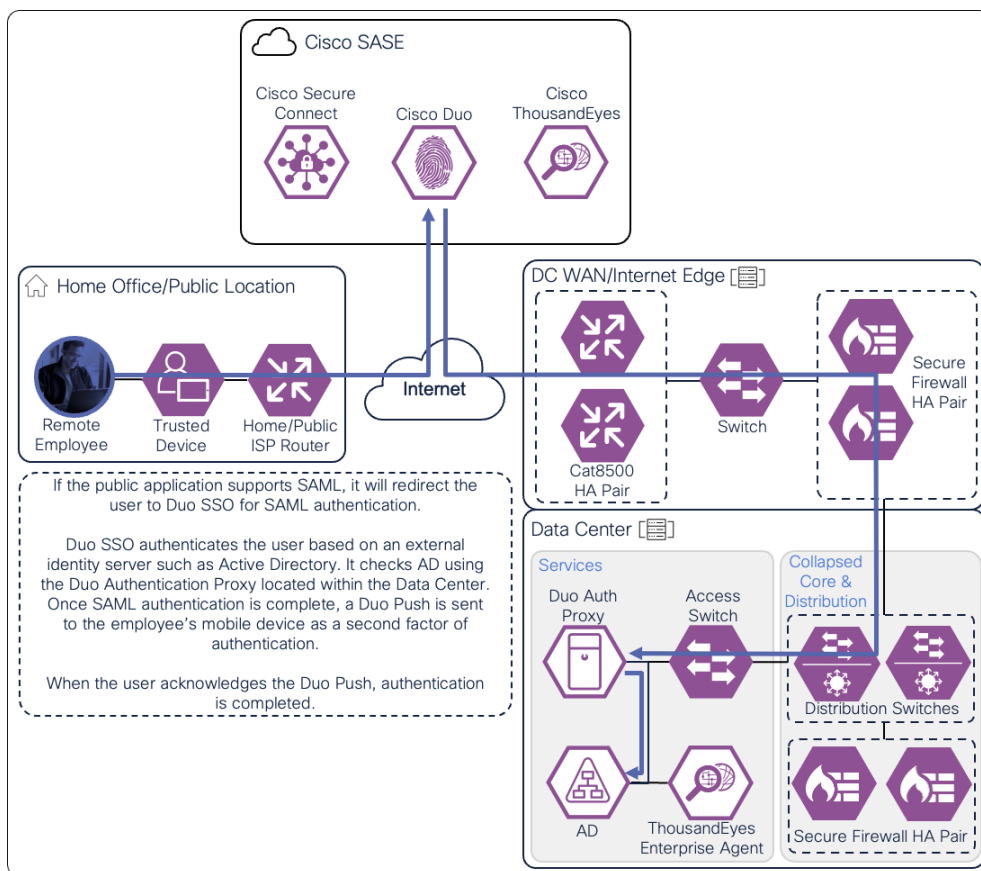 Cisco SASE
Cisco Secure
Connect
Cisco Duo
Cisco
ThousandEyes
Home Office/Public Location
Remote
Employee
Trusted
Device
Home/Public
ISP Router
Internet
DC WAN/Internet Edge
Cat8500
HA Pair
Switch
Secure
Firewall
HA Pair
If the public application supports SAML, it will redirect the
user to Duo SSO for SAML authentication.
Duo SSO authenticates the user based on an external
identity server such as Active Directory. It checks AD using
the Duo Authentication Proxy located within the Data Center.
Once SAML authentication is complete, a Duo Push is sent
to the employee's mobile device as a second factor of
authentication.
When the user acknowledges the Duo Push, authentication
is completed.
Data Center
Services
Duo Auth
Proxy
Access
Switch
AD
ThousandEyes
Enterprise Agent
Collapsed
Core &
Distribution
Distribution Switches
Secure Firewall HA Pair